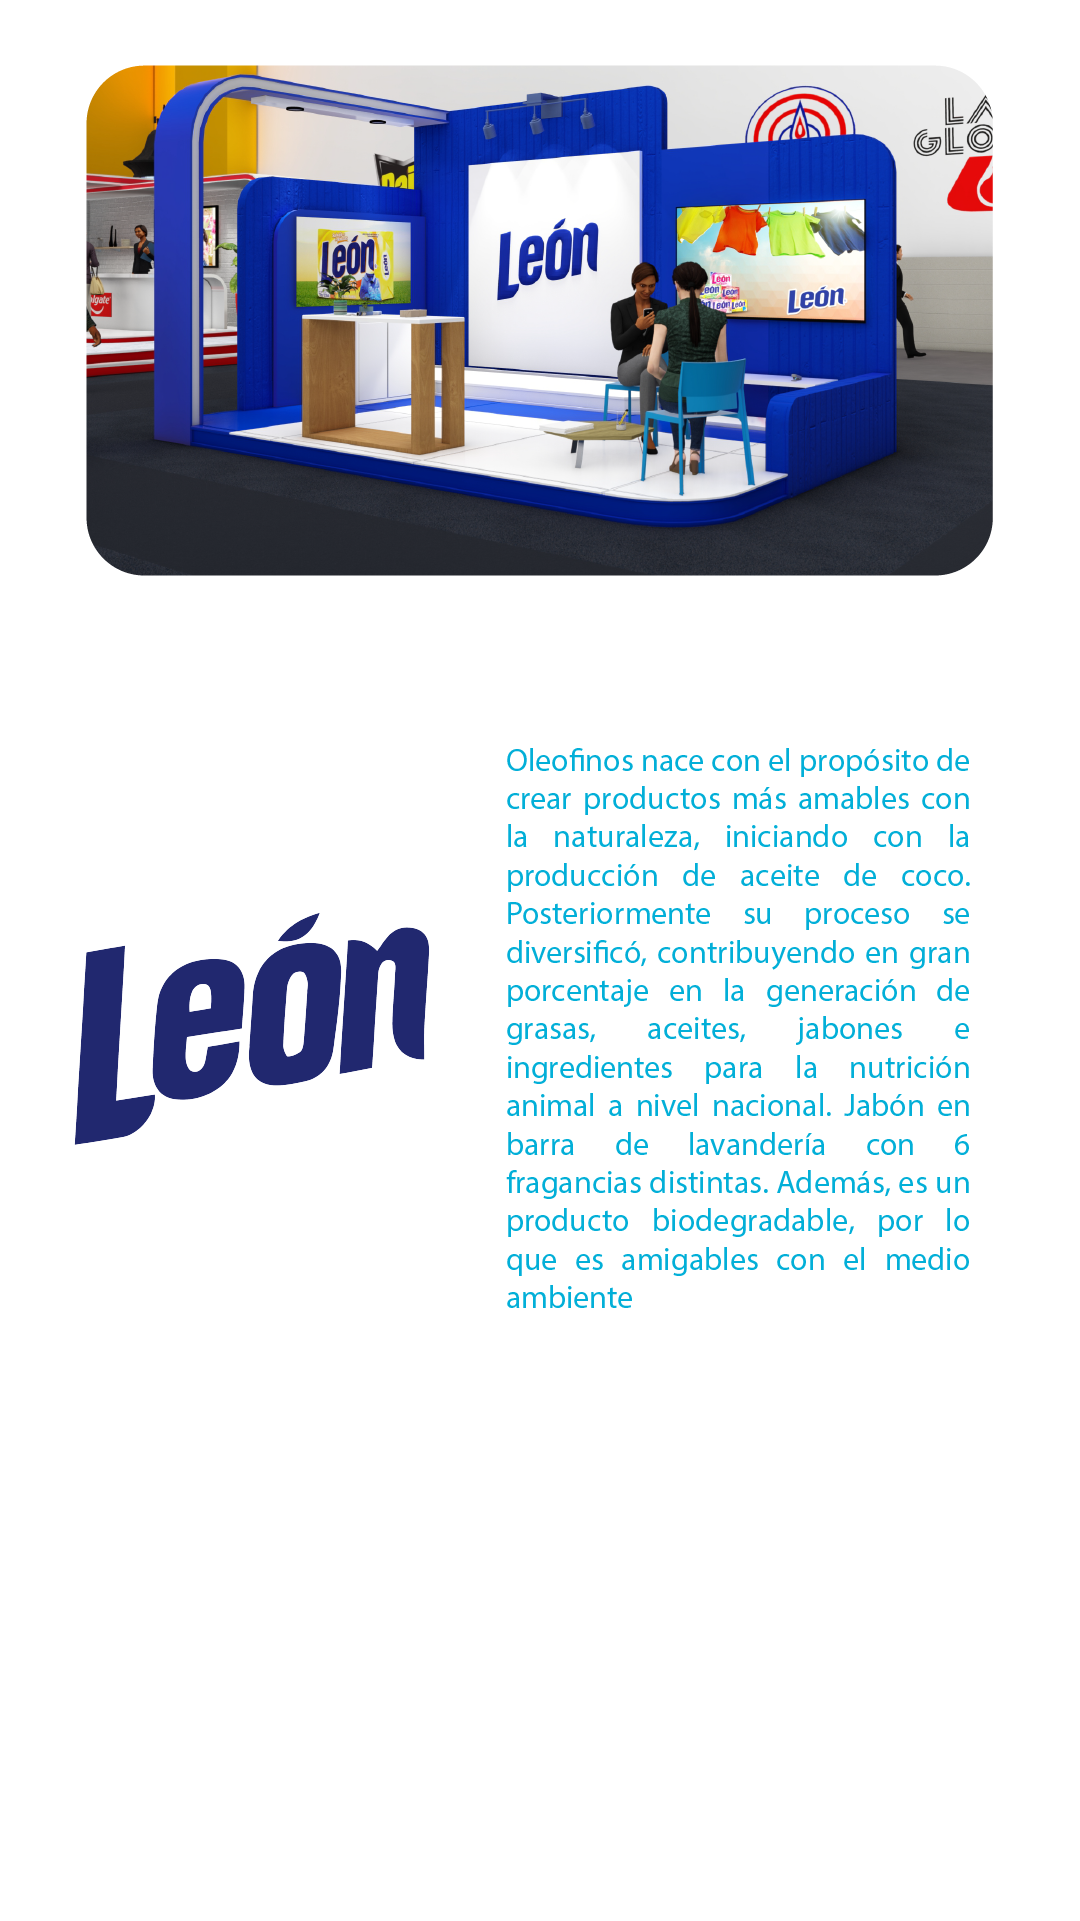 LA
GLO
León
León
León
León
Oleofinos nace con el propósito de
crear productos más amables con
la naturaleza, iniciando con la
producción de aceite de coco.
Posteriormente su proceso se
diversificó, contribuyendo en gran
porcentaje en la generación de
grasas, aceites, jabones e
ingredientes para la nutrición
animal a nivel nacional. Jabón en
barra de lavandería con 6
fragancias distintas. Además, es un
producto biodegradable, por lo
que es amigables con el medio
ambiente